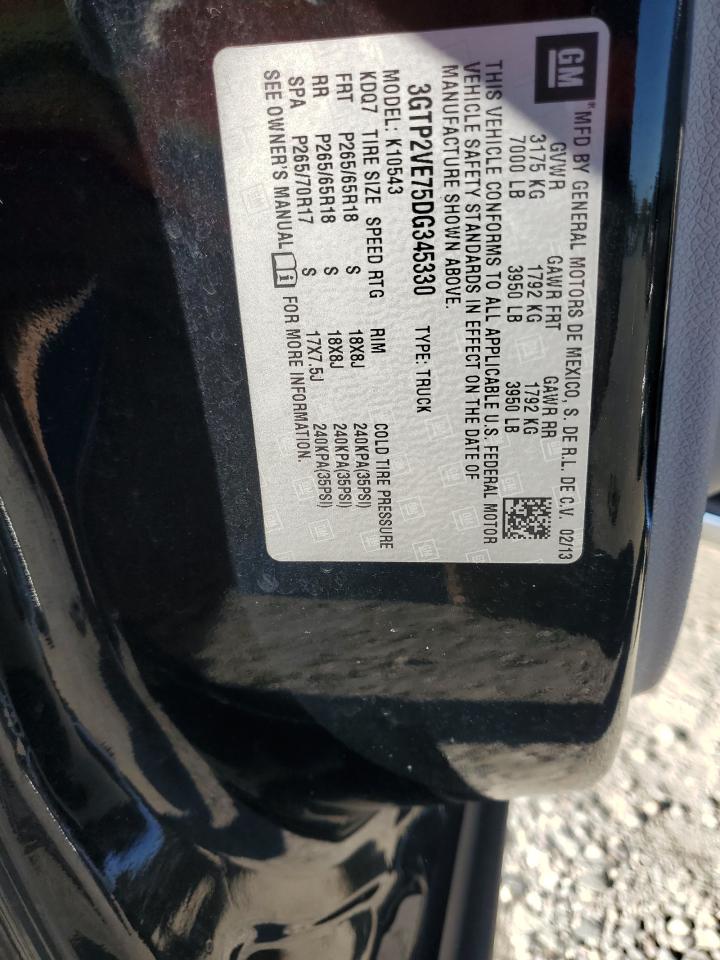 GM
MFD BY GENERAL MOTORS DE MEXICO, S. DE R.L. DE C.V. 02/13
GVWR GAWR FRT GAWR RR
3175 KG 1792 KG 1792 KG
7000 LB 3950 LB 3950 LB
THIS VEHICLE CONFORMS TO ALL APPLICABLE U.S. FEDERAL MOTOR
VEHICLE SAFETY STANDARDS IN EFFECT ON THE DATE OF
MANUFACTURE SHOWN ABOVE.
3GTP2VE75DG345330 TYPE: TRUCK
MODEL: K10543
KDQ7 TIRE SIZE SPEED RTG RIM COLD TIRE PRESSURE
FRT P265/65R18 S 18X8J 240KPA(35PSI)
RR P265/65R18 S 18X8J 240KPA(35PSI)
SPA P265/70R17 S 17X7.5J 240KPA(35PSI)
SEE OWNER'S MANUAL i FOR MORE INFORMATION.